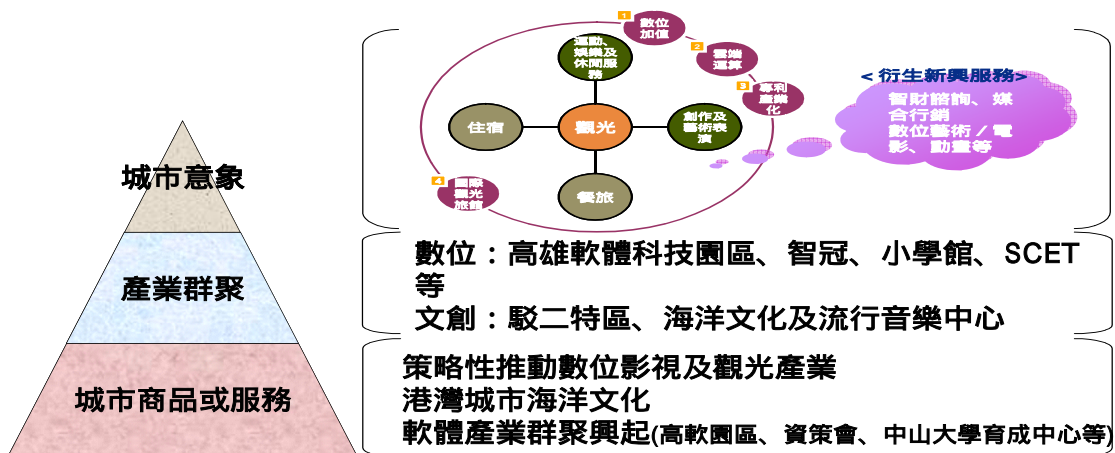 1
數位
加值
2
雲端
運算
3
專利
產業
化
4
國際
觀光
旅館
運動、
娛樂及
休閒服
務
住宿
觀光
創作及
藝術表
演
餐旅
<衍生新興服務>
智財諮詢、媒
合行銷
數位藝術／電
影、動畫等
城市意象
產業群聚
數位：高雄軟體科技園區、智冠、小學館、SCET
等
文創：駁二特區、海洋文化及流行音樂中心
城市商品或服務
策略性推動數位影視及觀光產業
港灣城市海洋文化
軟體產業群聚興起(高軟園區、資策會、中山大學育成中心等)